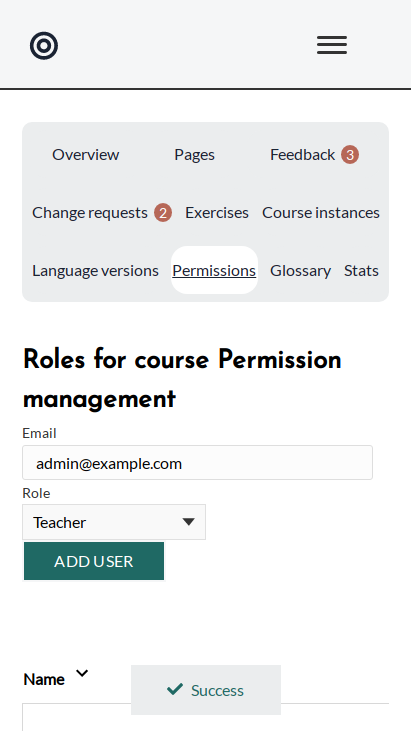 Overview Pages Feedback 3
Change requests 2 Exercises Course instances
Language versions Permissions Glossary Stats
Roles for course Permission
management
Email
admin@example.com
Role
Teacher
ADD USER
Name
Success